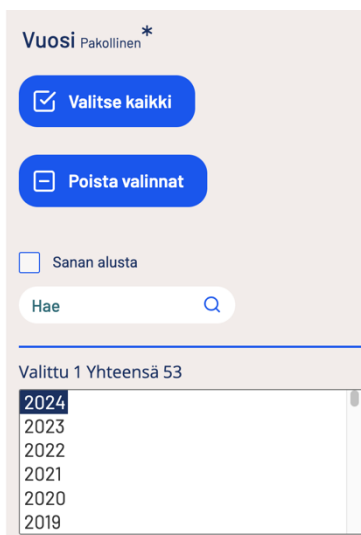 Vuosi Pakollinen*
Valitse kaikki
Poista valinnat
Sanan alusta
Hae
Valittu 1 Yhteensä 53
2024
2023
2022
2021
2020
2019